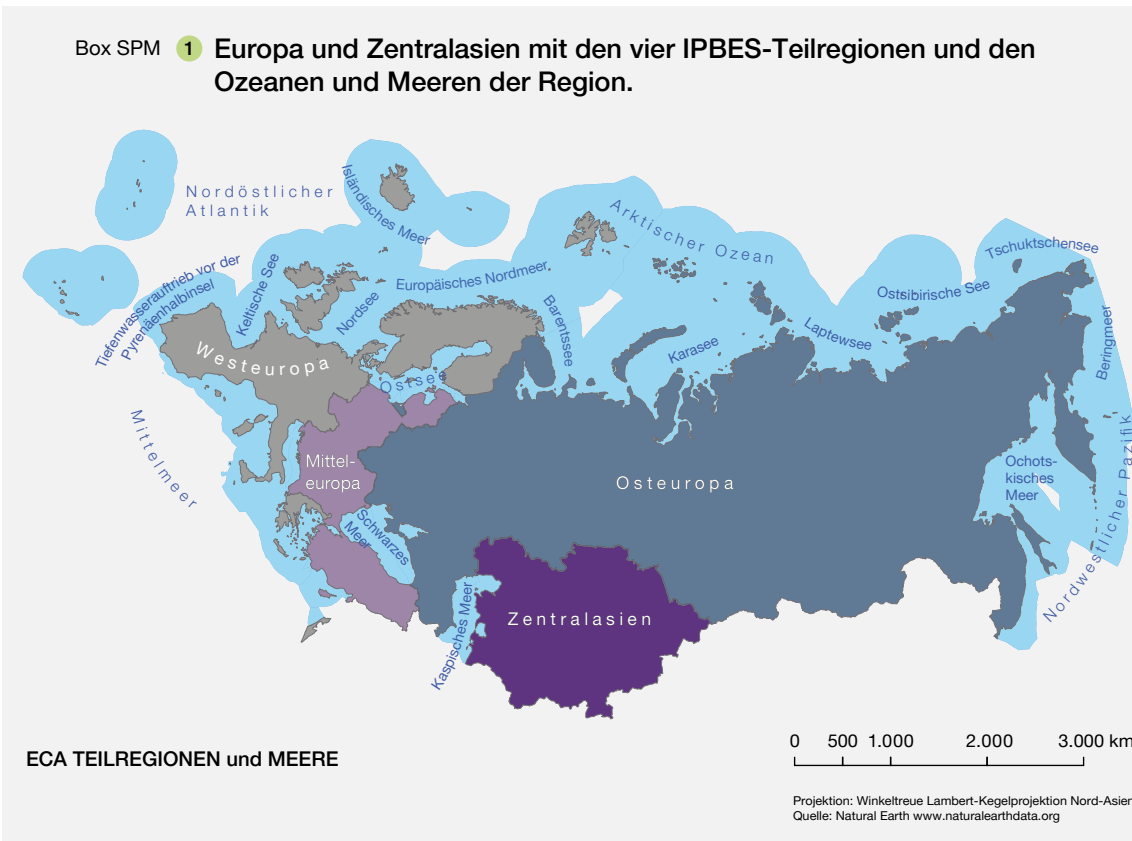 Box SPM 1 Europa und Zentralasien mit den vier IPBES-Teilregionen und den
Ozeanen und Meeren der Region.
Nordöstlicher
Atlantik
Isländisches Meer
Arktischer Ozean
Tschuktschensee
Tiefenwasserauftrieb vor der
Pyrenäenhalbinsel
Keltische See
Nordsee
Europäisches Nordmeer
Barentssee
Karasee
Laptewsee
Ostsibirische See
Beringmeer
Westeuropa
Ostsee
Mittelmeer
Mittel-
europa
Osteuropa
Ochots-
kisches
Meer
Nordwestlicher Pazifik
Schwarzes
Meer
Kaspisches Meer
Zentralasien
ECA TEILREGIONEN und MEERE
0 500 1.000 2.000 3.000 km
Projektion: Winkeltreue Lambert-Kegelprojektion Nord-Asien
Quelle: Natural Earth www.naturalearthdata.org